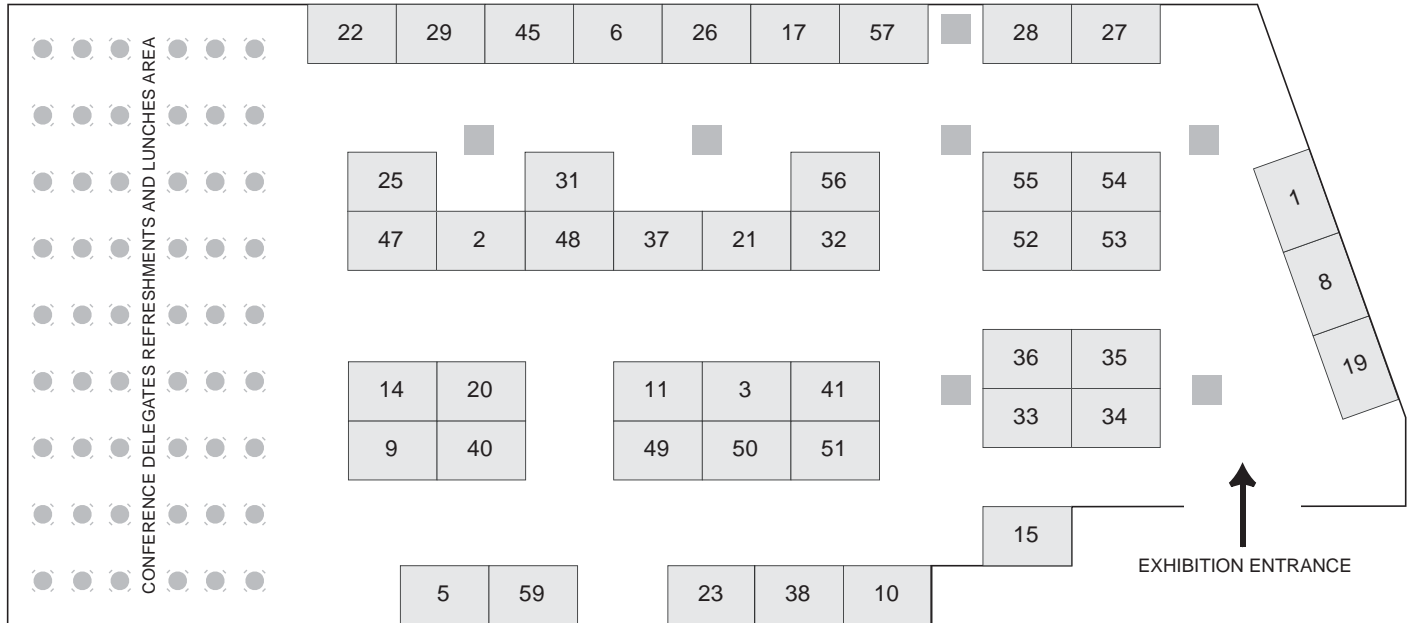 CONFERENCE DELEGATES REFRESHMENTS AND LUNCHES AREA
22 29 45 6 26 17 57 28 27
25 31 56 55 54
1
47 2 48 37 21 32 52 53
8
36 35
19
14 20 11 3 41
33 34
9 40 49 50 51
15
EXHIBITION ENTRANCE
5 59 23 38 10